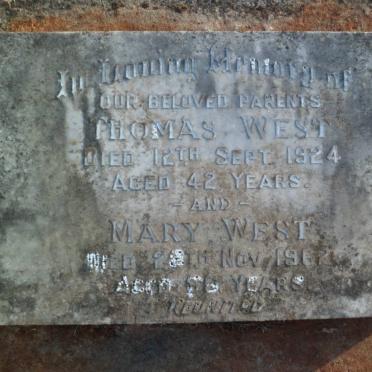 In Loving Memory of
OUR BELOVED PARENTS
THOMAS WEST
DIED 12TH SEPT. 1924
AGED 42 YEARS.
- AND -
MARY WEST
DIED NOV.
AGED YEARS.
REUNITED